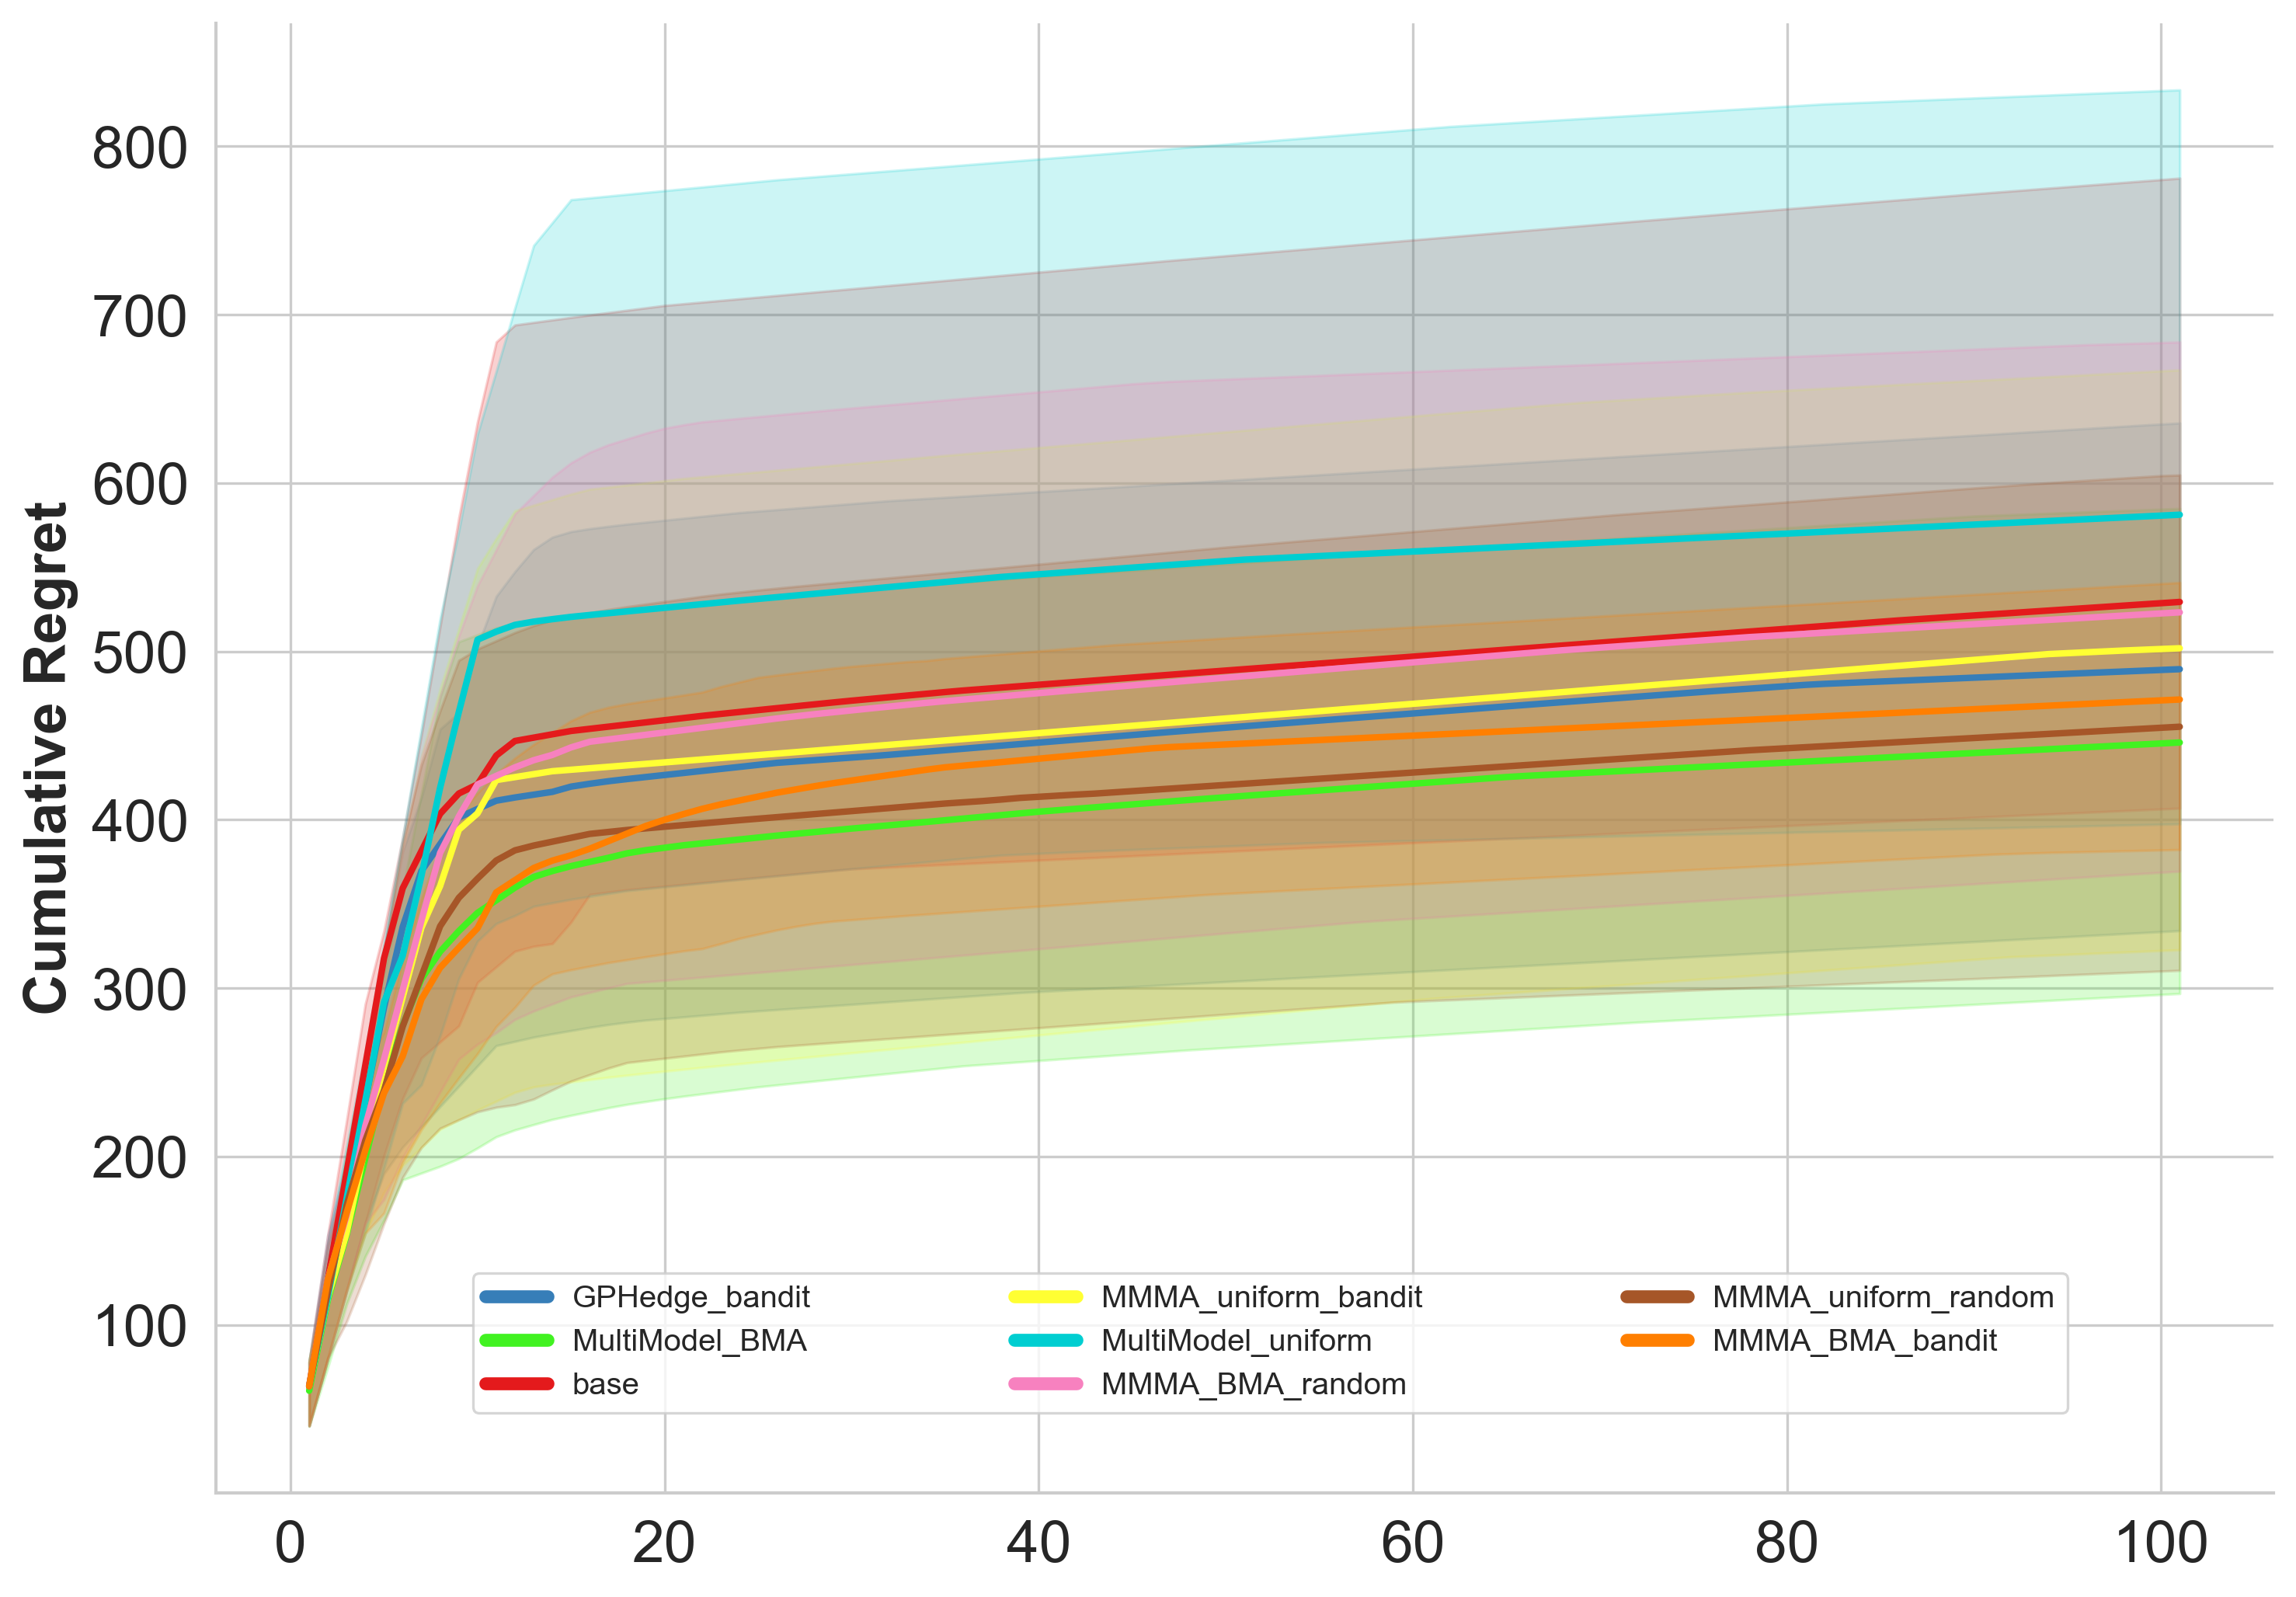 Cumulative Regret
800
700
600
500
400
300
200
100
0
20
40
60
80
100
GPHedge_bandit
MultiModel_BMA
base
MMMA_uniform_bandit
MultiModel_uniform
MMMA_BMA_random
MMMA_uniform_random
MMMA_BMA_bandit